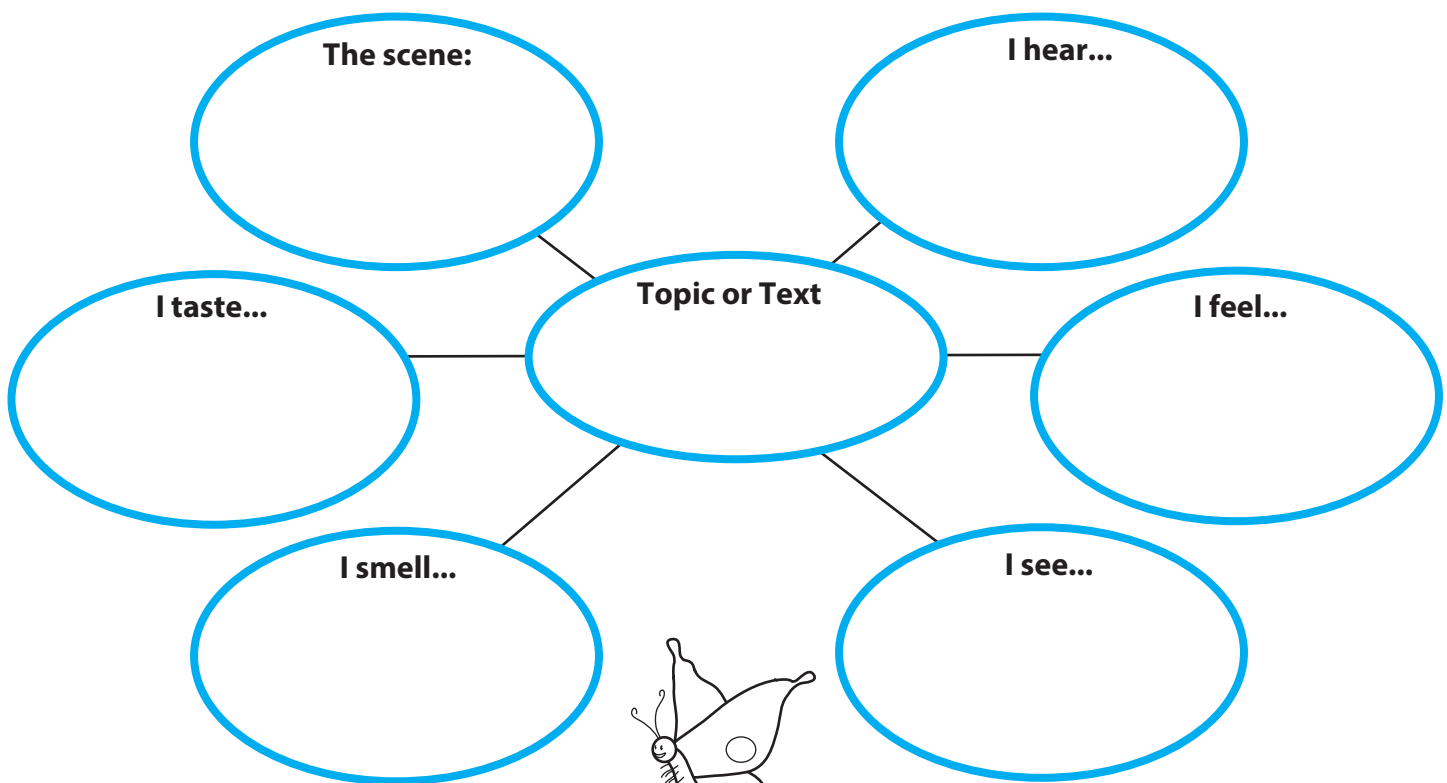 The scene:
I hear...
I taste...
Topic or Text
I feel...
I smell...
I see...